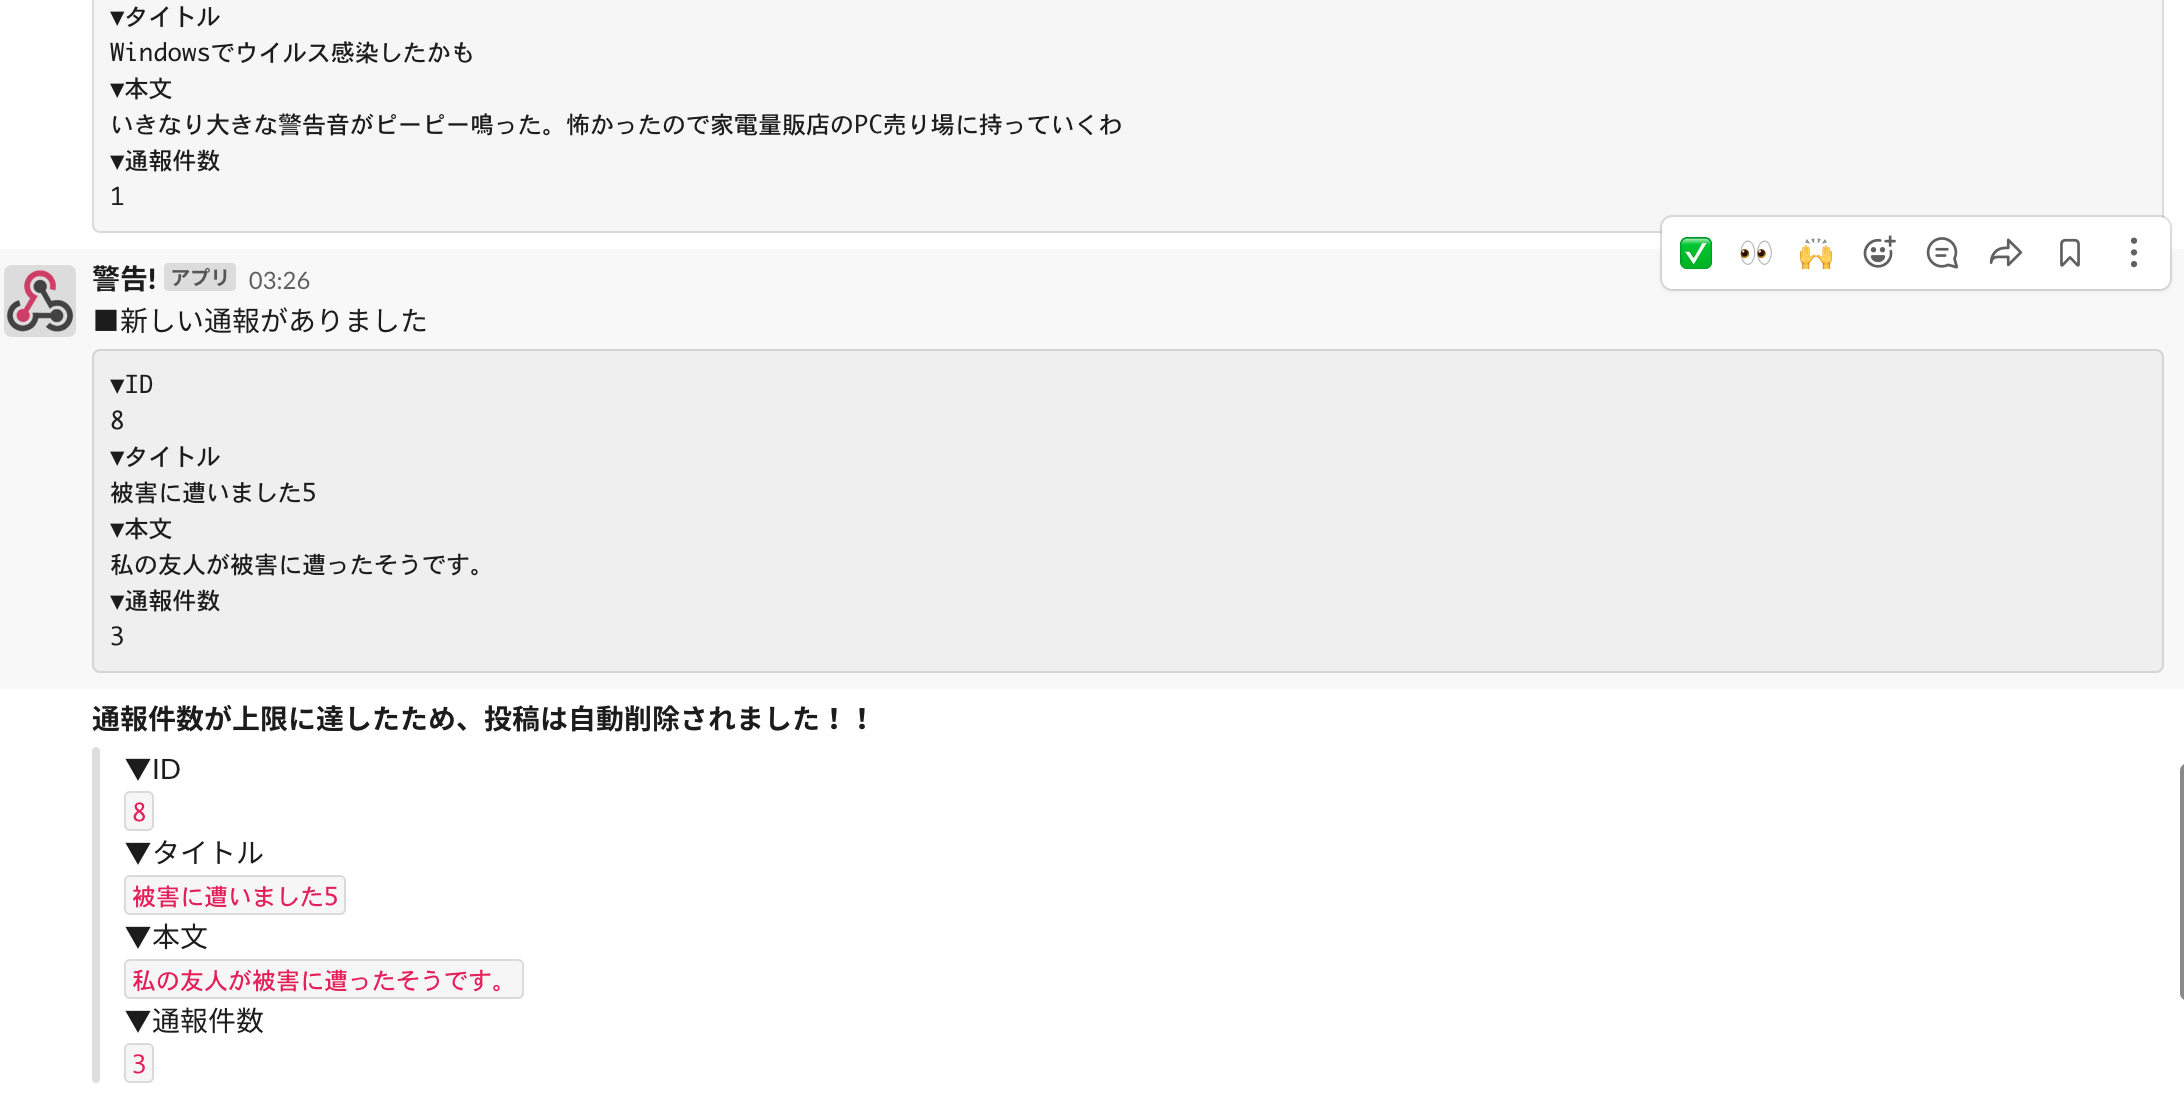 ▼タイトル
Windowsでウイルス感染したかも
▼本文
いきなり大きな警告音がピーピー鳴った。怖かったので家電量販店のPC売り場に持っていくわ
▼通報件数
1
警告! アプリ 03:26
■新しい通報がありました
▼ID
8
▼タイトル
被害に遭いました5
▼本文
私の友人が被害に遭ったそうです。
▼通報件数
3
通報件数が上限に達したため、投稿は自動削除されました！！
▼ID
8
▼タイトル
被害に遭いました5
▼本文
私の友人が被害に遭ったそうです。
▼通報件数
3